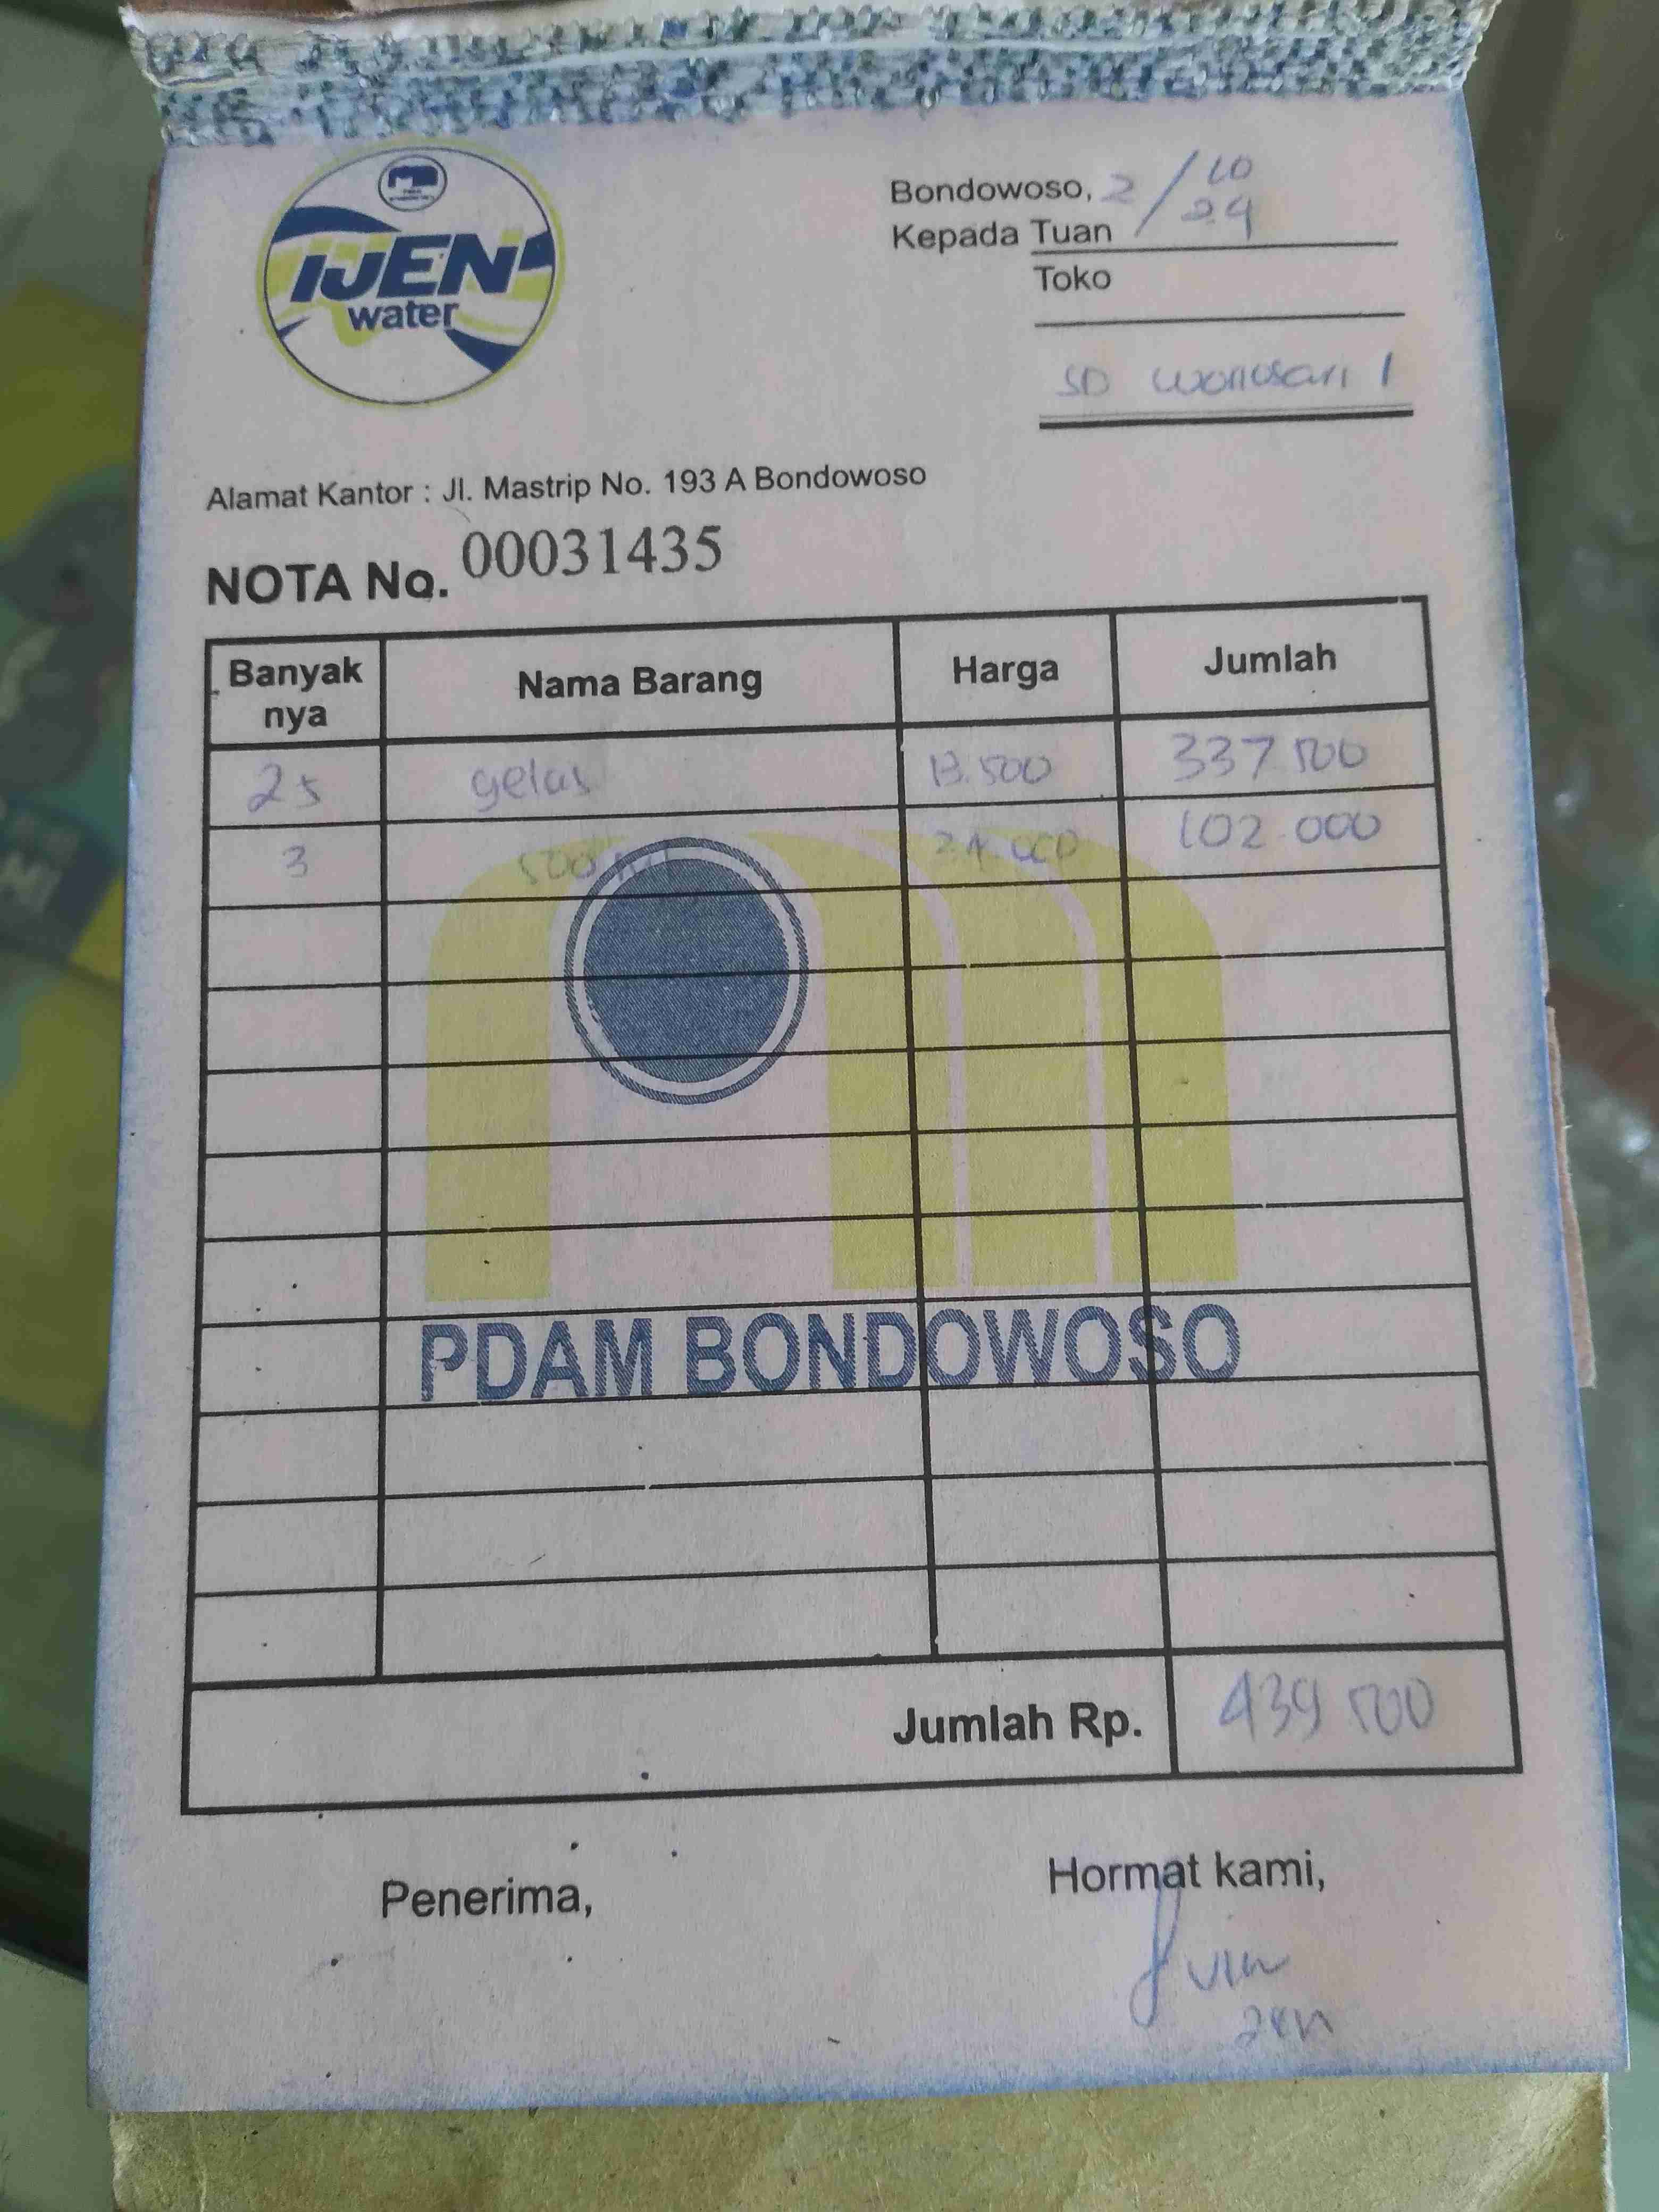 IJEN
water
Bondowoso, 2/10 24
Kepada Tuan
Toko
SD Wonosari 1
Alamat Kantor : Jl. Mastrip No. 193 A Bondowoso
NOTA No. 00031435
Banyak nya Nama Barang Harga Jumlah
25 gelas 13.500 337 500
3 500 ml 34.000 102.000
PDAM BONDOWOSO
Jumlah Rp. 439 500
Penerima, Hormat kami,